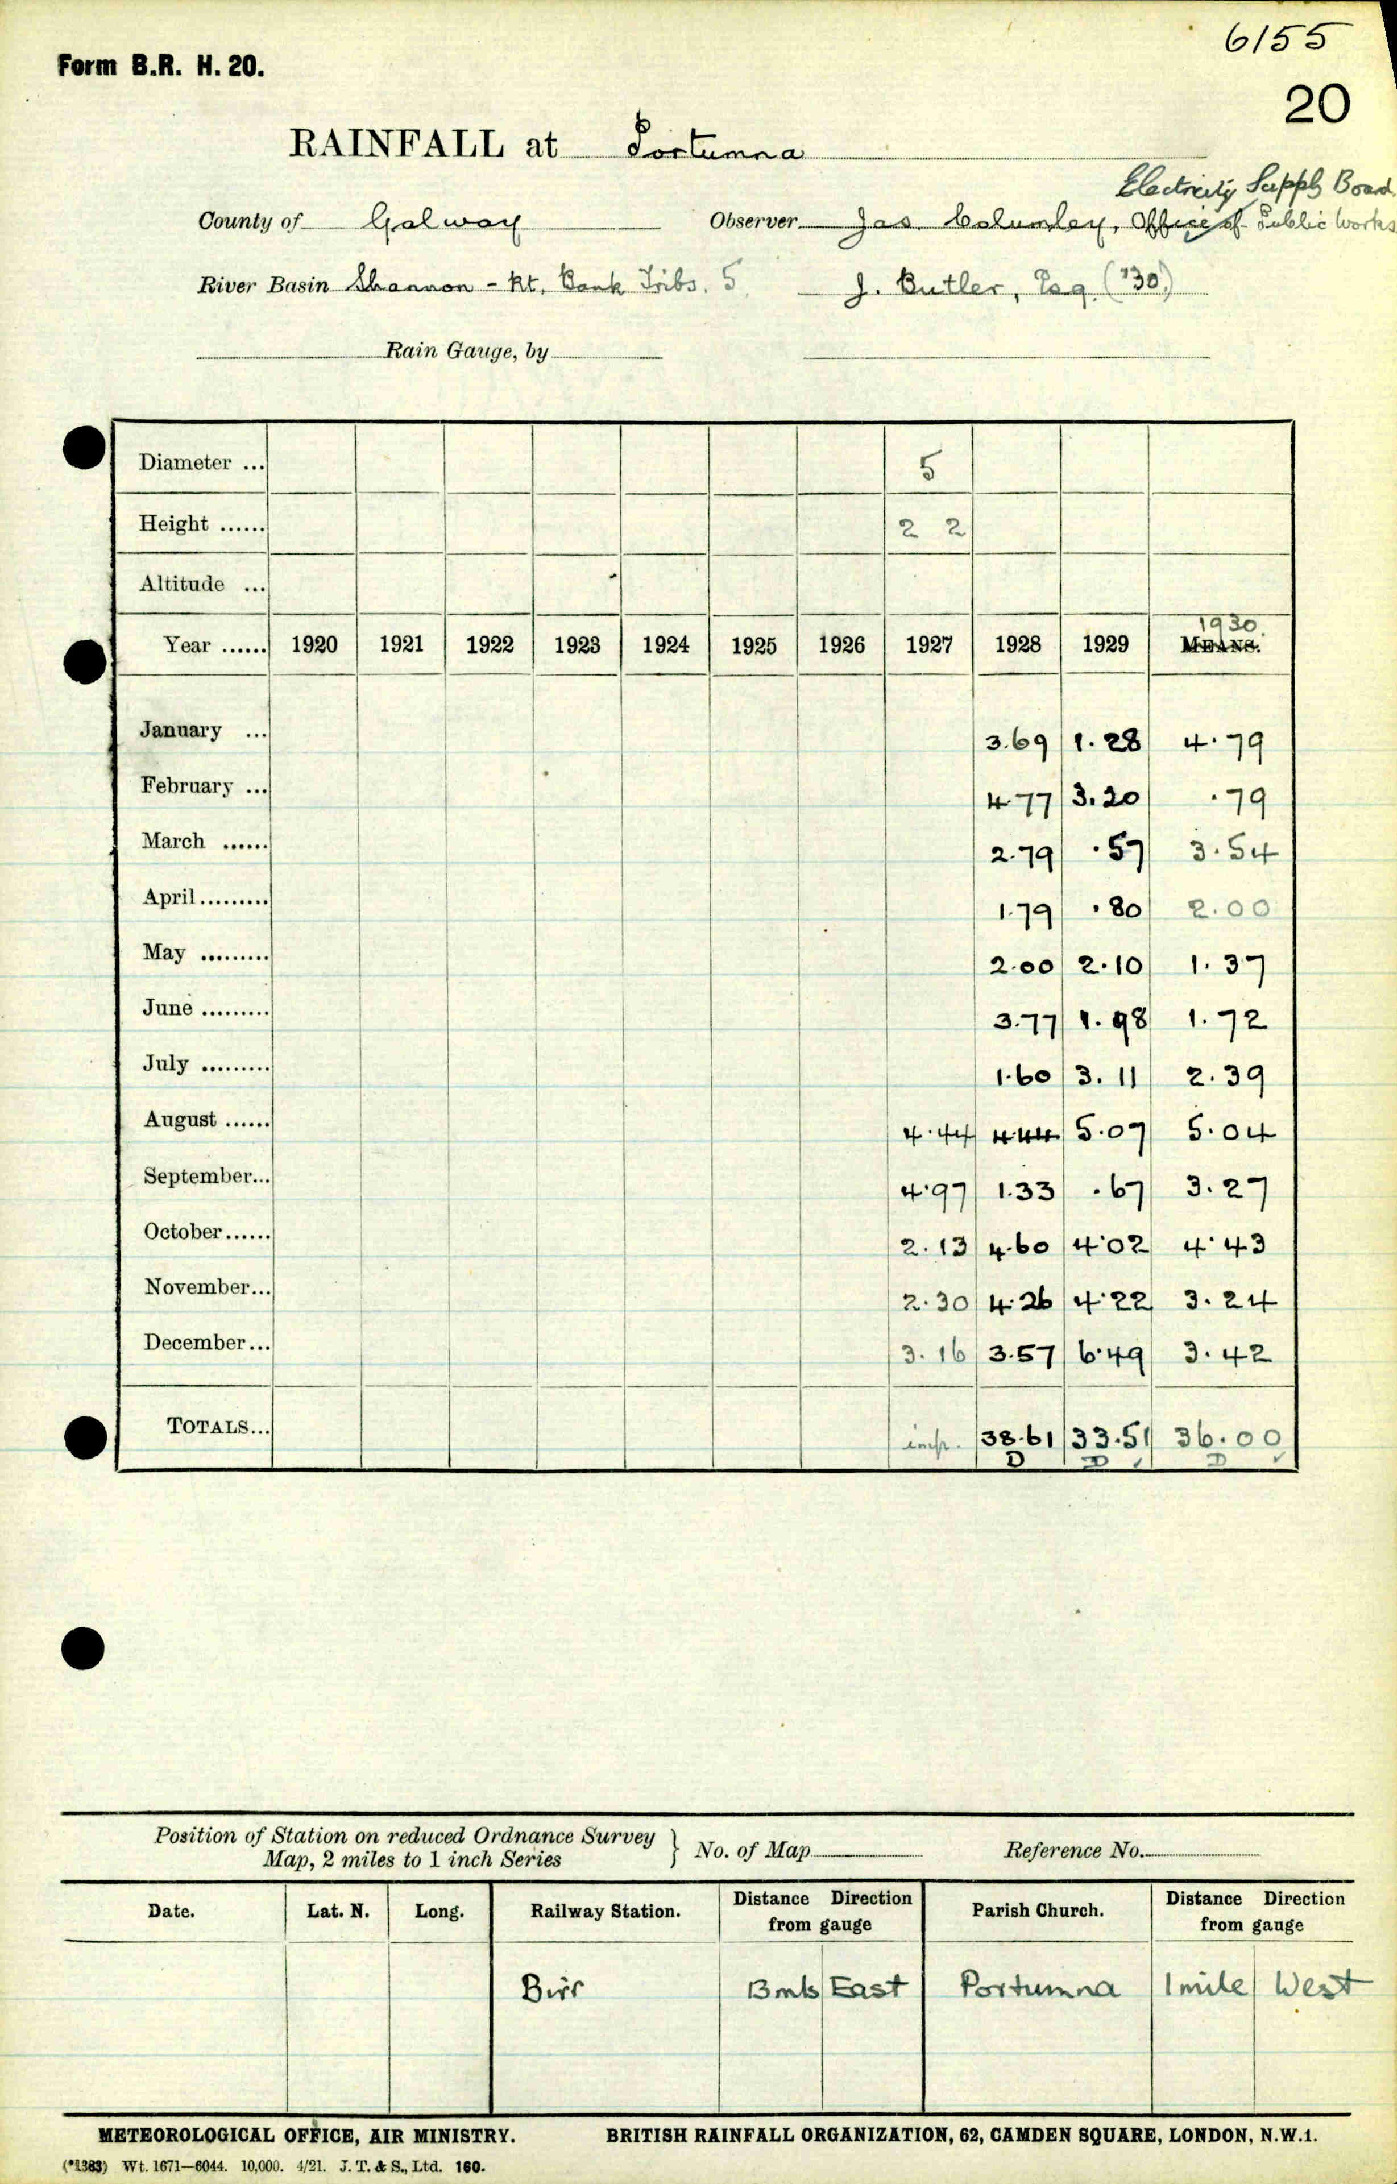 6155
Form B.R. H. 20.
20
RAINFALL at Portumna
Electricity Supply Board
County of Galway Observer Jas. Office of Public Works
River Basin Shannon - Rt. Bank Tribs. 5 J. Butler, Esq. ("30)
Rain Gauge, by
Diameter ... 5
Height ...... 2 2
Altitude ...
1930.
Year ...... 1920 1921 1922 1923 1924 1925 1926 1927 1928 1929 MEANS.
January ... 3.69 1.28 4.79
February ... 4.77 3.20 .79
March ...... 2.79 .57 3.54
April ......... 1.79 .80 2.00
May ......... 2.00 2.10 1.37
June ......... 3.77 1.98 1.72
July ......... 1.60 3.11 2.39
August ...... 4.44 4.44 5.07 5.04
September... 4.97 1.33 .67 3.27
October...... 2.13 4.60 4.02 4.43
November... 2.30 4.26 4.22 3.24
December... 3.16 3.57 6.49 3.42
TOTALS... imp. 38.61 33.51 36.00
D D ✓ D ✓
Position of Station on reduced Ordnance Survey
Map, 2 miles to 1 inch Series } No. of Map Reference No.
Date. Lat. N. Long. Railway Station. Distance Direction from gauge Parish Church. Distance Direction from gauge
Birr 13 mls East Portumna 1 mile West
METEOROLOGICAL OFFICE, AIR MINISTRY. BRITISH RAINFALL ORGANIZATION, 62, CAMDEN SQUARE, LONDON, N.W.1.
(*1383) Wt. 1671—6044. 10,000. 4/21. J. T. & S., Ltd. 160.